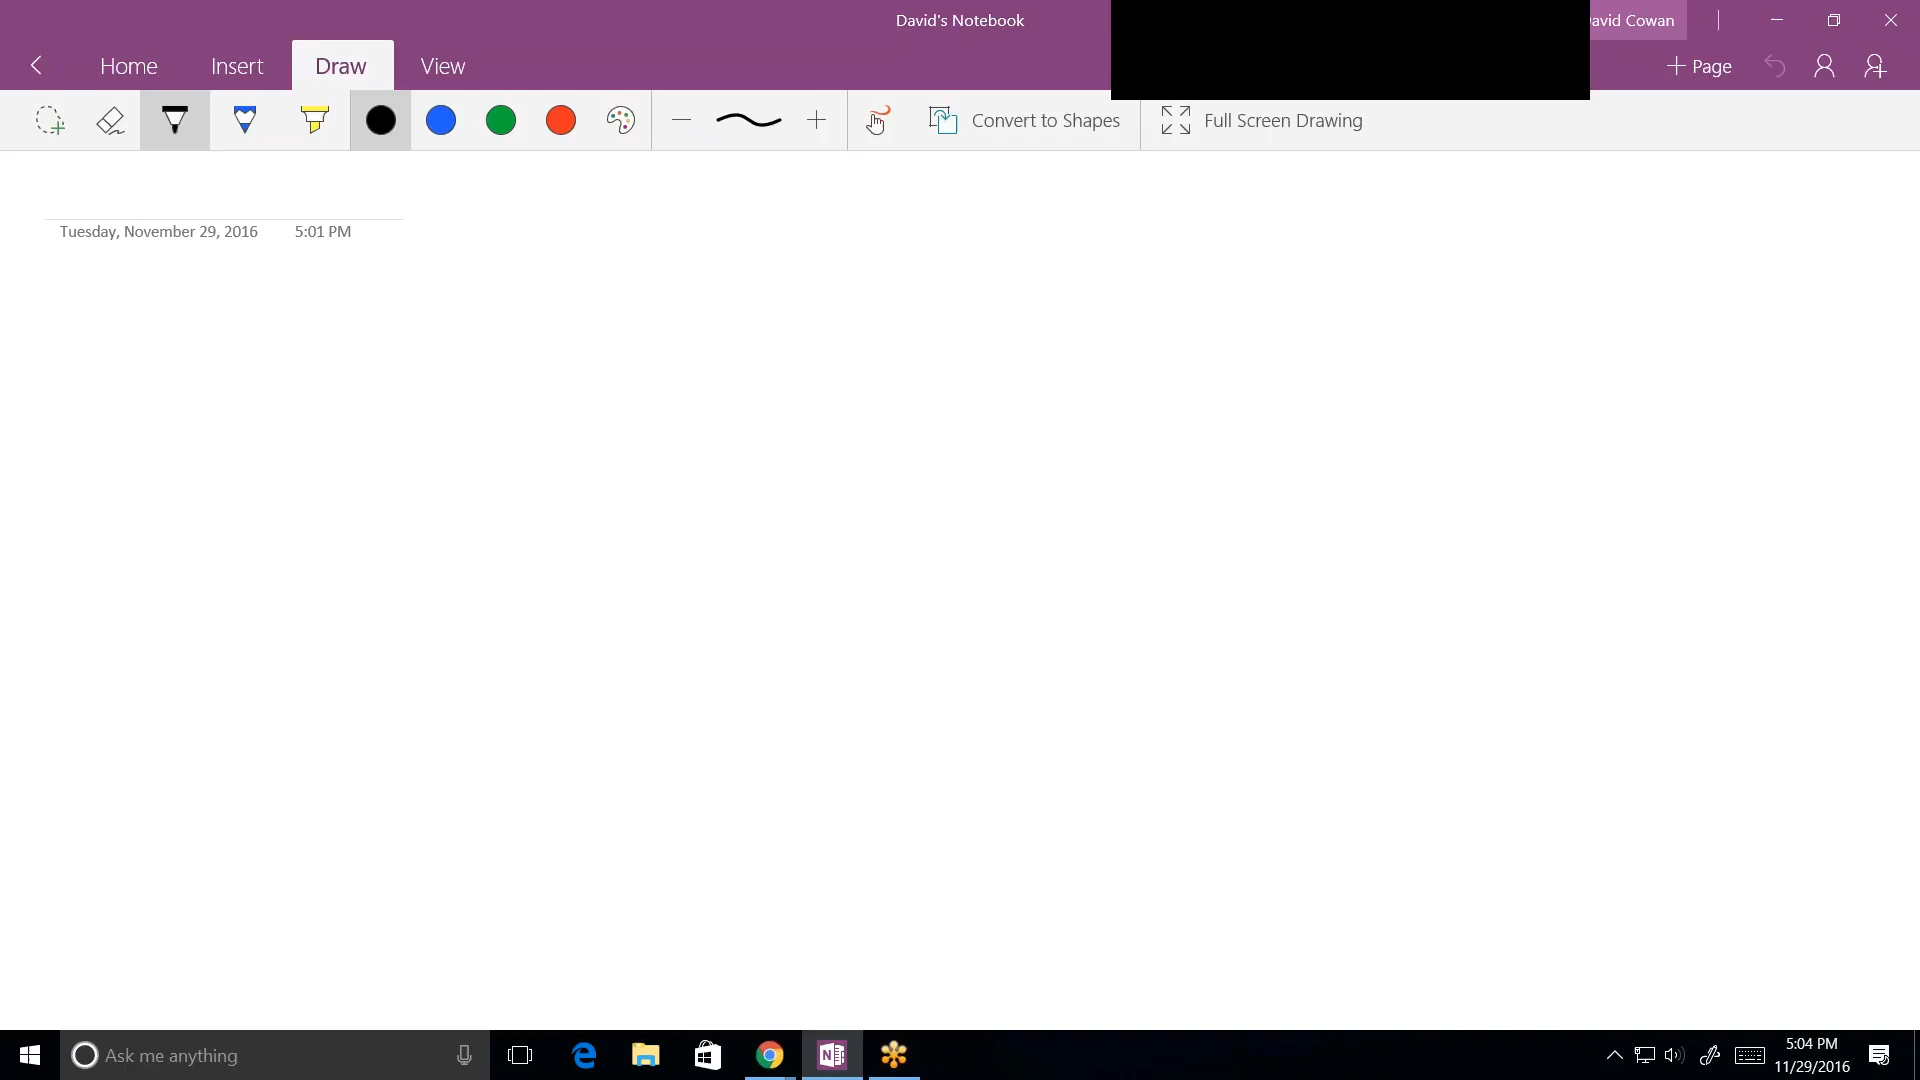 David's Notebook
avid Cowan
Home Insert Draw View
Page
Convert to Shapes Full Screen Drawing
Tuesday, November 29, 2016 5:01 PM
Ask me anything
5:04 PM
11/29/2016